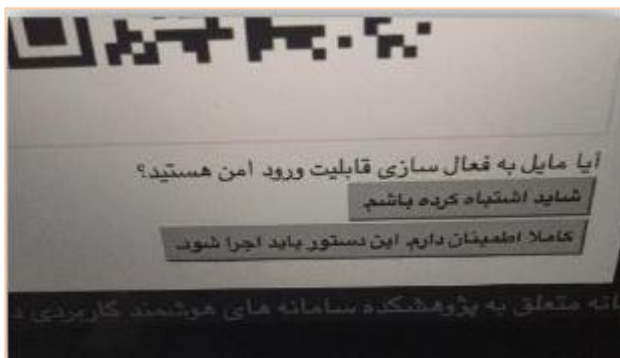 آیا مایل به فعال سازی قابلیت ورود امن هستید؟
شاید اشتباه کرده باشم.
کاملا اطمینان دارم. این دستور باید اجرا شود.
متعلق به پژوهشکده سامانه های هوشمند کاربردی